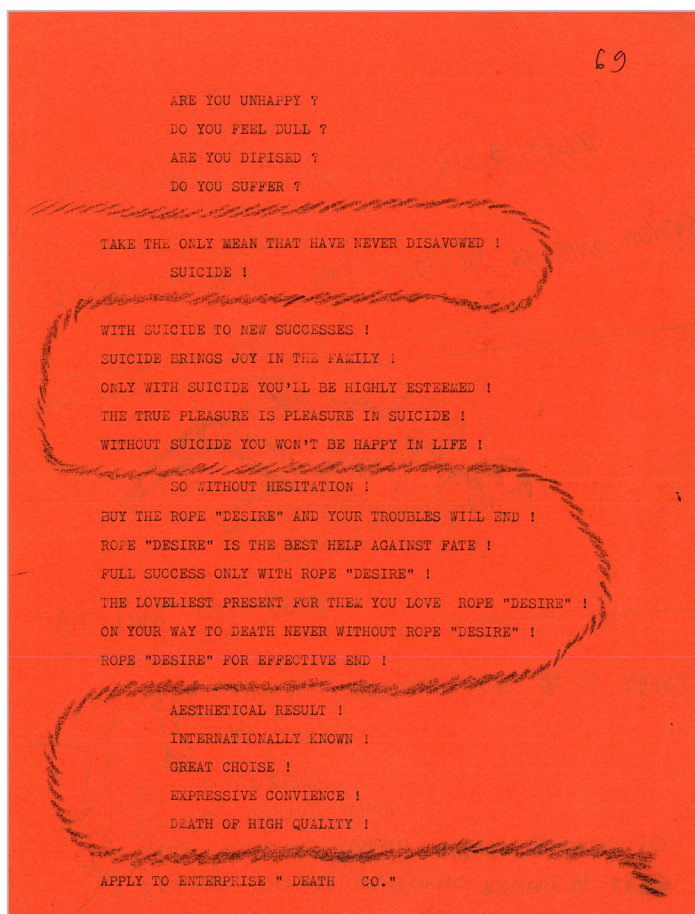 69
ARE YOU UNHAPPY ?
DO YOU FEEL DULL ?
ARE YOU DIPISED ?
DO YOU SUFFER ?
TAKE THE ONLY MEAN THAT HAVE NEVER DISAVOWED !
SUICIDE !
WITH SUICIDE TO NEW SUCCESSES !
SUICIDE BRINGS JOY IN THE FAMILY !
ONLY WITH SUICIDE YOU'LL BE HIGHLY ESTEEMED !
THE TRUE PLEASURE IS PLEASURE IN SUICIDE !
WITHOUT SUICIDE YOU WON'T BE HAPPY IN LIFE !
SO WITHOUT HESITATION !
BUY THE ROPE "DESIRE" AND YOUR TROUBLES WILL END !
ROPE "DESIRE" IS THE BEST HELP AGAINST FATE !
FULL SUCCESS ONLY WITH ROPE "DESIRE" !
THE LOVELIEST PRESENT FOR THEM YOU LOVE ROPE "DESIRE" !
ON YOUR WAY TO DEATH NEVER WITHOUT ROPE "DESIRE" !
ROPE "DESIRE" FOR EFFECTIVE END !
AESTHETICAL RESULT !
INTERNATIONALLY KNOWN !
GREAT CHOISE !
EXPRESSIVE CONVIENCE !
DEATH OF HIGH QUALITY !
APPLY TO ENTERPRISE " DEATH CO."